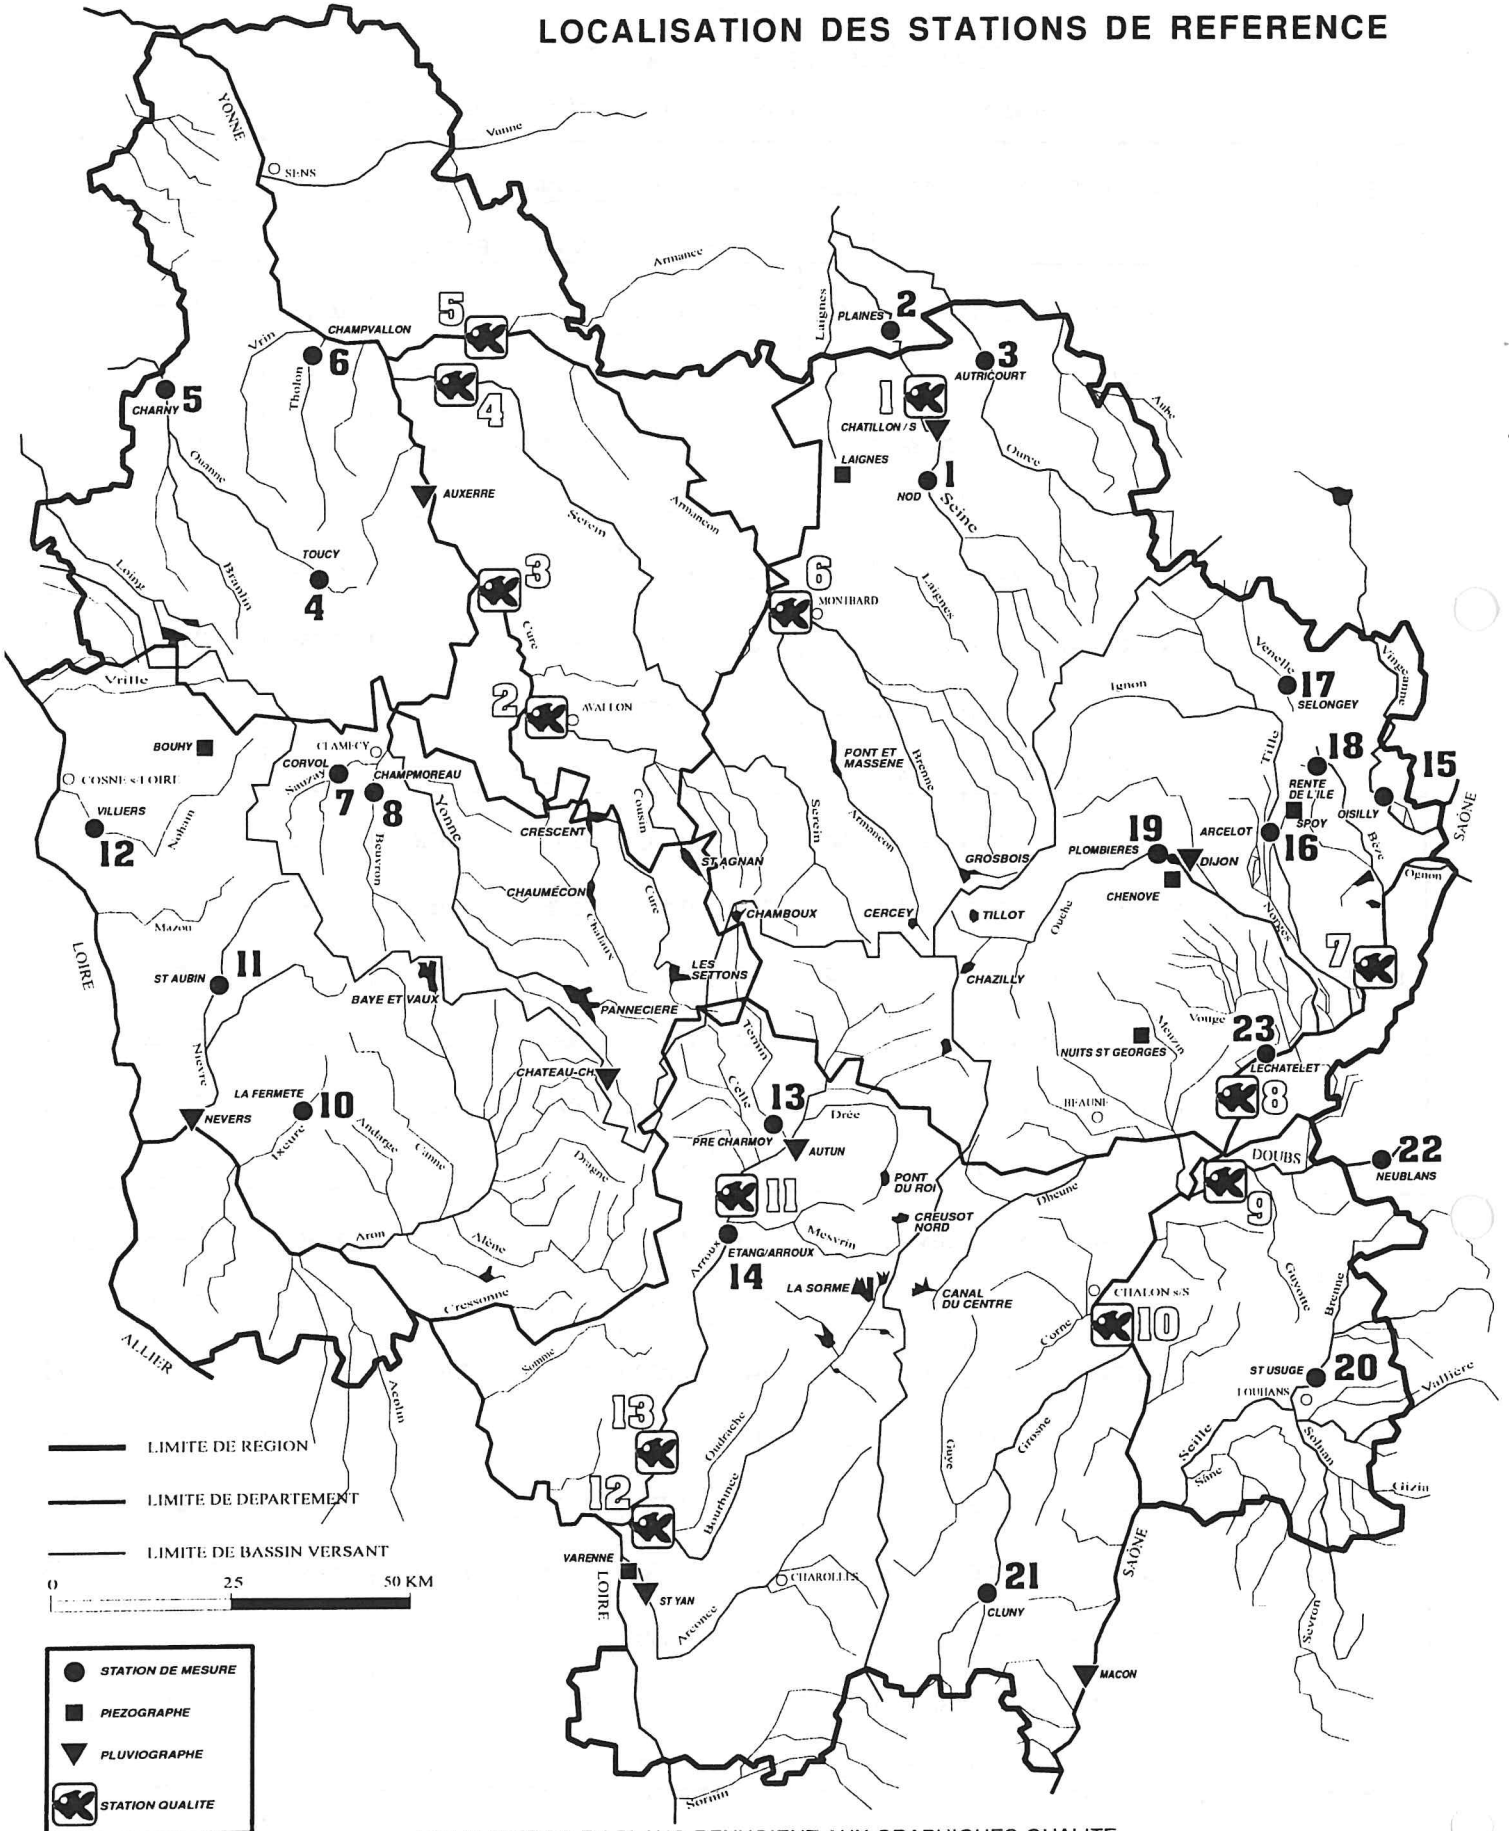 LOCALISATION DES STATIONS DE REFERENCE
YONNE
SENS
Vanne
Armance
5
CHAMPVALLON
Vrin
6
Tholon
4
5
CHARNY
Ouanne
AUXERRE
Serein
Armancon
Laignes
PLAINES
2
3
AUTRICOURT
1
CHATILLON / S
LAIGNES
1
NOD
Seine
Ource
Aube
TOUCY
4
Loing
Branlin
3
Cure
6
MONTBARD
Laignes
Vrille
2
AVALLON
Ignon
Venelle
17
SELONGEY
Vingeanne
BOUHY
CLAMECY
CORVOL
Sauzay
7
CHAMPMOREAU
8
COSNE s/LOIRE
VILLIERS
12
Nohain
Yonne
Beuvron
CRESCENT
Cousin
ST AGNAN
Serein
Armancon
PONT ET
MASSENE
Brenne
Tille
18
RENTE
DE L'ILE
SPOY
15
OISILLY
SAÔNE
19
PLOMBIERES
DIJON
ARCELOT
16
Bèze
Ognon
CHENOVE
GROSBOIS
CHAUMÉCON
Cure
Chalaux
CHAMBOUX
CERCEY
TILLOT
Ouche
Norges
Mazou
LOIRE
11
ST AUBIN
BAYE ET VAUX
LES
SETTONS
PANNECIERE
CHAZILLY
7
Nièvre
CHATEAU-CH.
Ternin
Celle
NUITS ST GEORGES
Meuzin
Vouge
23
LECHATELET
8
BEAUNE
NEVERS
LA FERMETE
10
Ixeure
Andarge
Canne
Dragne
13
PRE CHARMOY
AUTUN
Drée
PONT
DU ROI
11
DOUBS
22
NEUBLANS
9
Dheune
CREUSOT
NORD
Mesvrin
Arroux
ETANG/ARROUX
14
LA SORME
CANAL
DU CENTRE
CHALON s/S
10
Corne
Guyotte
Brenne
Aron
Alène
Cressonne
ALLIER
Acolin
Somme
ST USUGE
20
LOUHANS
Vallière
Seille
Sâne
Solnan
Gizia
13
Oudrache
12
Bourbince
Guye
Grosne
LIMITE DE REGION
LIMITE DE DEPARTEMENT
LIMITE DE BASSIN VERSANT
0 25 50 KM
VARENNE
LOIRE
ST YAN
CHAROLLES
Arconce
21
CLUNY
SAÔNE
Sevron
MACON
Sornin
STATION DE MESURE
PIEZOGRAPHE
PLUVIOGRAPHE
STATION QUALITE